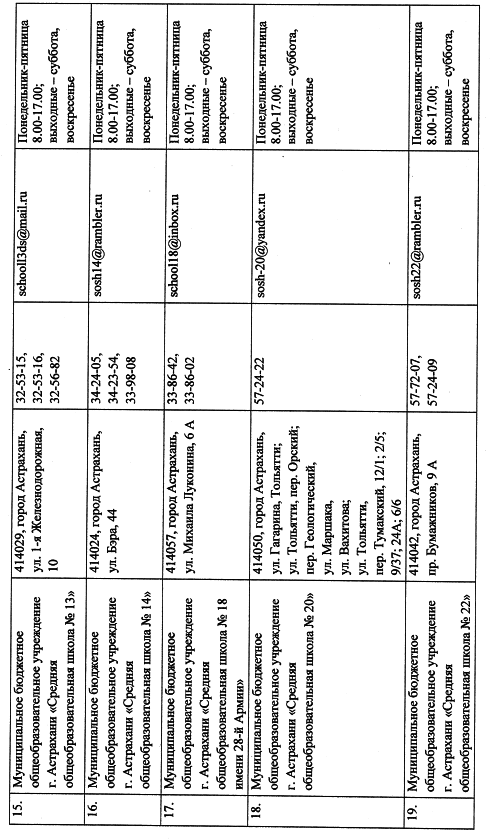 15.
Муниципальное бюджетное
общеобразовательное учреждение
г. Астрахани «Средняя
общеобразовательная школа № 13»
414029, город Астрахань,
ул. 1-я Железнодорожная,
10
32-53-15,
32-53-16,
32-56-82
schooll3ds@mail.ru
Понедельник-пятница
8.00-17.00;
выходные – суббота,
воскресенье
16.
Муниципальное бюджетное
общеобразовательное учреждение
г. Астрахани «Средняя
общеобразовательная школа № 14»
414024, город Астрахань,
ул. Бэра, 44
34-24-05,
34-23-54,
33-98-08
sosh14@rambler.ru
Понедельник-пятница
8.00-17.00;
выходные – суббота,
воскресенье
17.
Муниципальное бюджетное
общеобразовательное учреждение
г. Астрахани «Средняя
общеобразовательная школа № 18
имени 28-й Армии»
414057, город Астрахань,
ул. Михаила Луконина, 6 А
33-86-42,
33-86-02
school18@inbox.ru
Понедельник-пятница
8.00-17.00;
выходные – суббота,
воскресенье
18.
Муниципальное бюджетное
общеобразовательное учреждение
г. Астрахани «Средняя
общеобразовательная школа № 20»
414050, город Астрахань,
ул. Гагарина, Тольятти;
ул. Тольятти, пер. Орский;
пер. Геологический,
ул. Маршака,
ул. Вахитова;
ул. Тольятти,
пер. Тумакский, 12/1; 2/5;
9/37; 24А; 6/6
57-24-22
sosh-20@yandex.ru
Понедельник-пятница
8.00-17.00;
выходные – суббота,
воскресенье
19.
Муниципальное бюджетное
общеобразовательное учреждение
г. Астрахани «Средняя
общеобразовательная школа № 22»
414042, город Астрахань,
пр. Бумажников, 9 А
57-72-07,
57-24-09
sosh22@rambler.ru
Понедельник-пятница
8.00-17.00;
выходные – суббота,
воскресенье